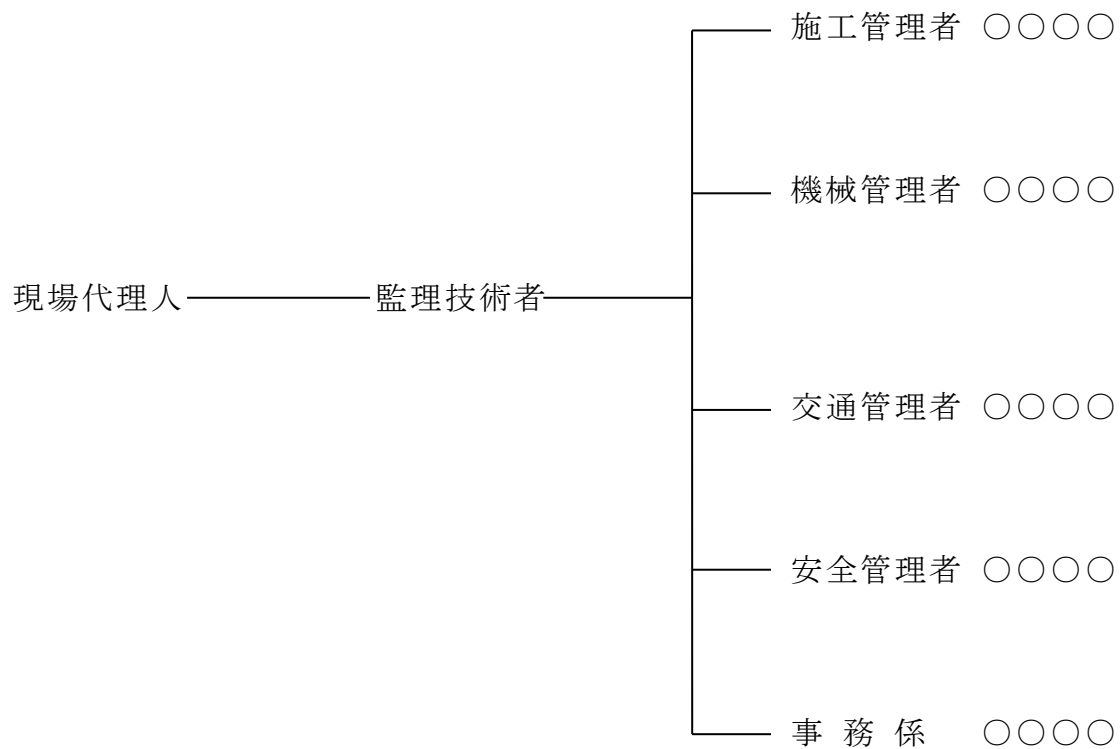 施工管理者 ○○○○
機械管理者 ○○○○
現場代理人 監理技術者
交通管理者 ○○○○
安全管理者 ○○○○
事務係 ○○○○